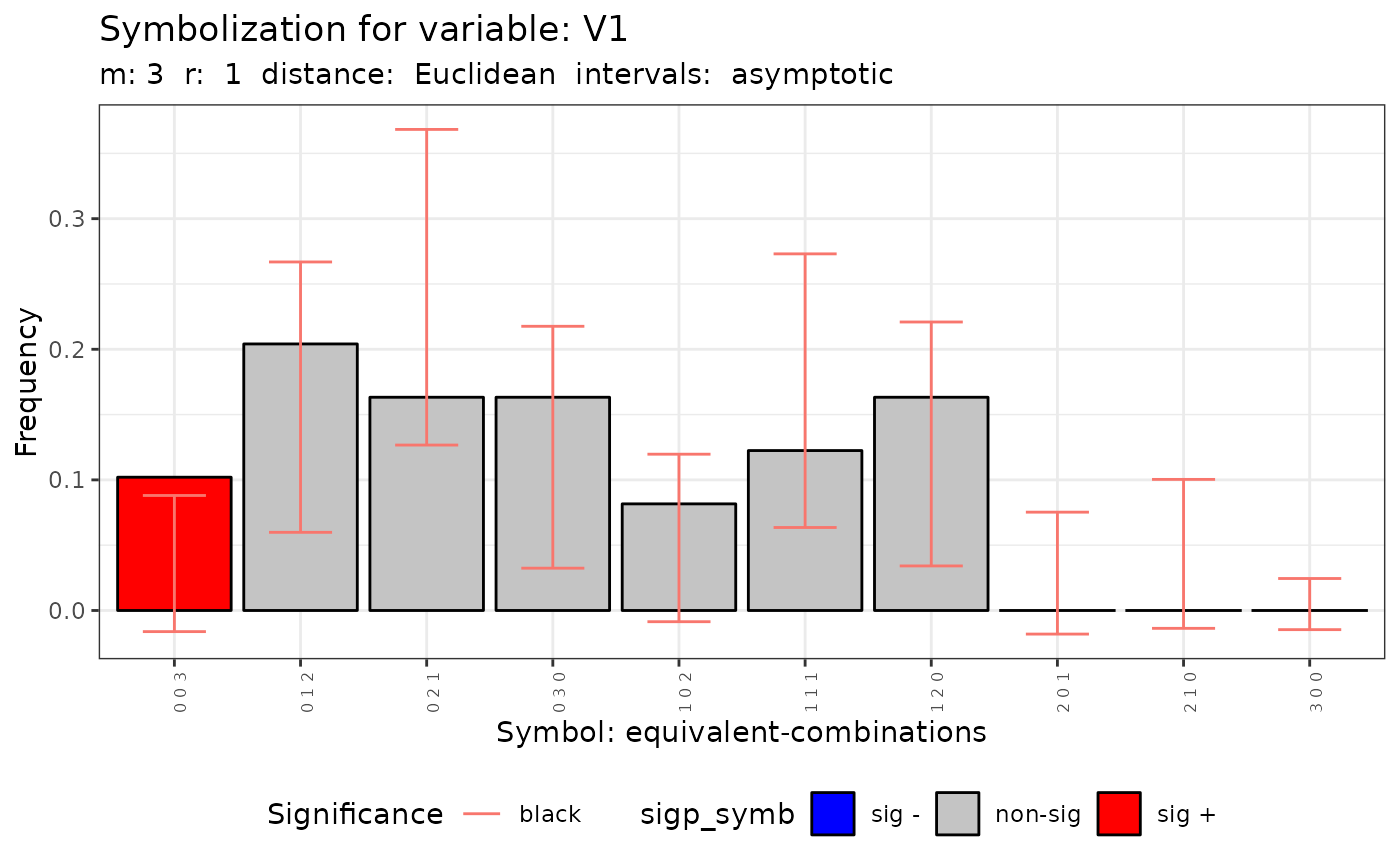 Symbolization for variable: V1
m: 3 r: 1 distance: Euclidean intervals: asymptotic
Frequency
0.3
0.2
0.1
0.0
0 0 3
0 1 2
0 2 1
0 3 0
1 0 2
1 1 1
1 2 0
2 0 1
2 1 0
3 0 0
Symbol: equivalent-combinations
Significance black sigp_symb sig - non-sig sig +